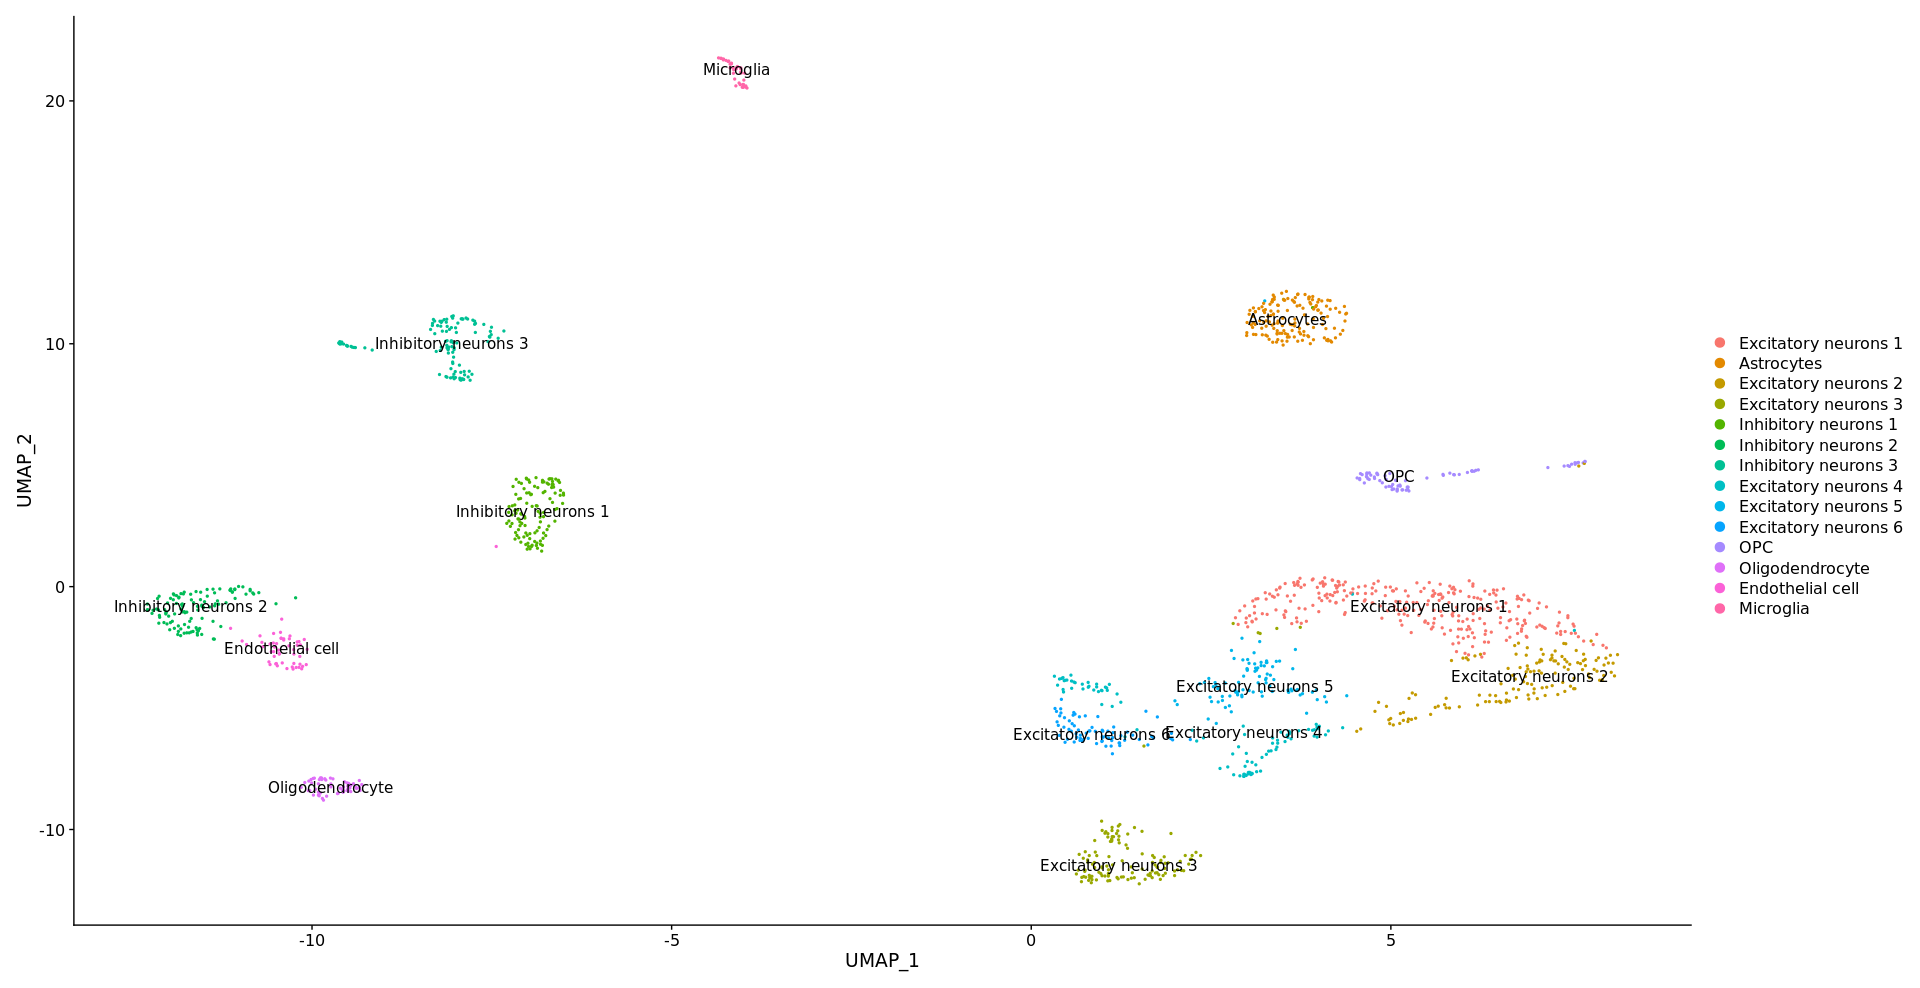 Microglia
20
Astrocytes
Inhibitory neurons 3
10
Excitatory neurons 1
Astrocytes
Excitatory neurons 2
Excitatory neurons 3
Inhibitory neurons 1
Inhibitory neurons 2
Inhibitory neurons 3
Excitatory neurons 4
Excitatory neurons 5
Excitatory neurons 6
OPC
Oligodendrocyte
Endothelial cell
Microglia
UMAP_2
OPC
Inhibitory neurons 1
0
Inhibitory neurons 2
Excitatory neurons 1
Endothelial cell
Excitatory neurons 2
Excitatory neurons 5
Excitatory neurons 6
Excitatory neurons 4
Oligodendrocyte
-10
Excitatory neurons 3
-10
-5
0
5
UMAP_1